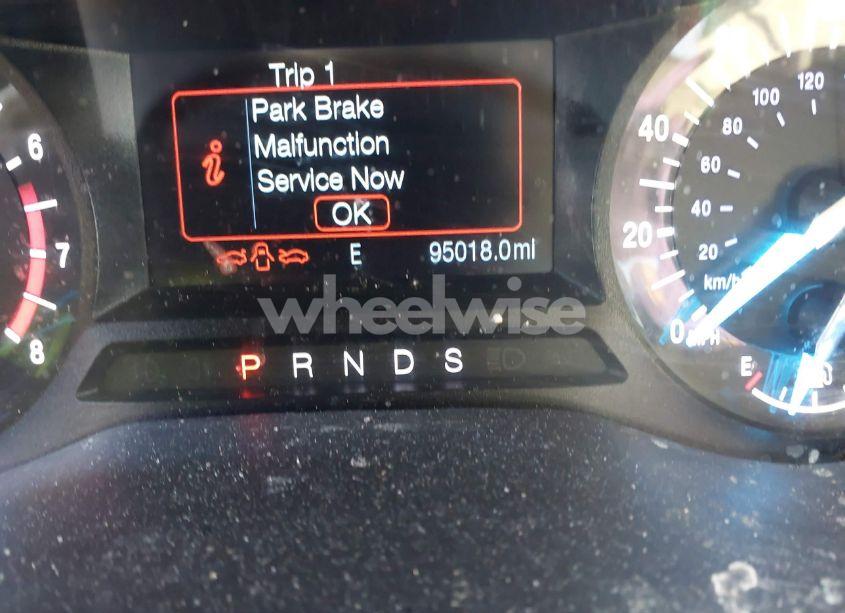 Trip 1
Park Brake
Malfunction
Service Now
OK
E 95018.0mi
wheelwise
P R N D S
6
7
8
0
20
40
20
40
60
80
100
120
km/h
E